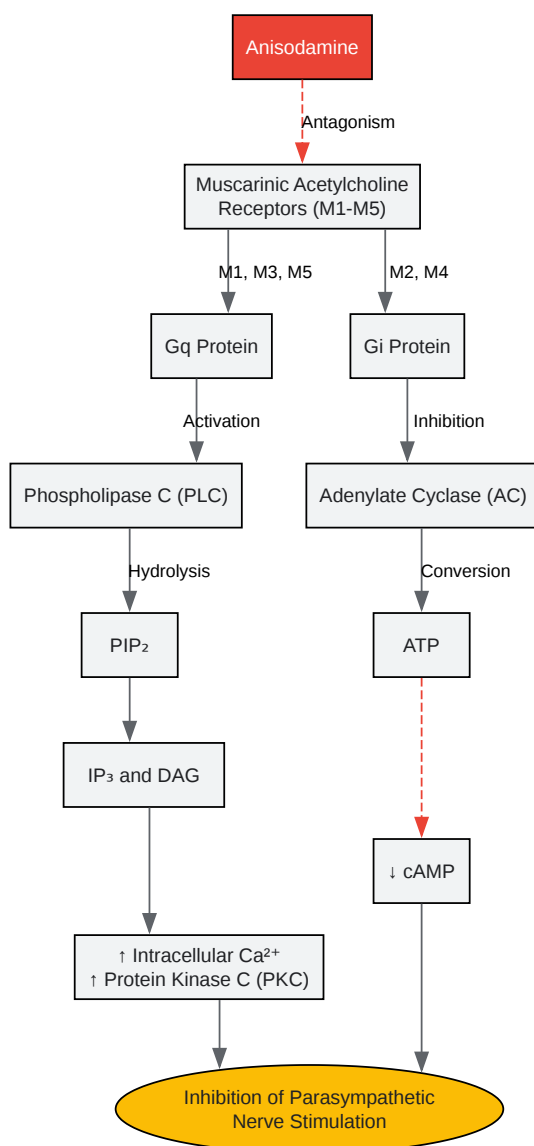 Anisodamine
Antagonism
Muscarinic Acetylcholine
Receptors (M1-M5)
M1, M3, M5
M2, M4
Gq Protein
Gi Protein
Activation
Inhibition
Phospholipase C (PLC)
Adenylate Cyclase (AC)
Hydrolysis
Conversion
PIP₂
ATP
IP₃ and DAG
↓ cAMP
↑ Intracellular Ca²⁺
↑ Protein Kinase C (PKC)
Inhibition of Parasympathetic
Nerve Stimulation